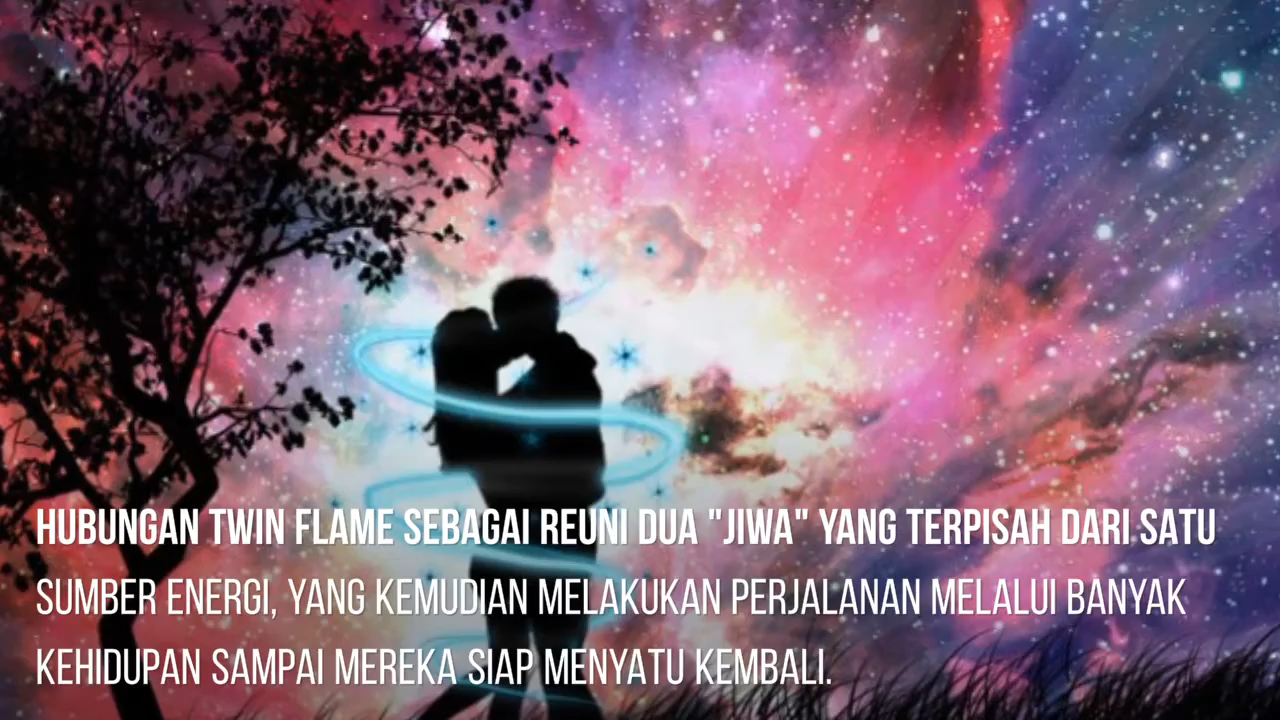 HUBUNGAN TWIN FLAME SEBAGAI REUNI DUA "JIWA" YANG TERPISAH DARI SATU
SUMBER ENERGI, YANG KEMUDIAN MELAKUKAN PERJALANAN MELALUI BANYAK
KEHIDUPAN SAMPAI MEREKA SIAP MENYATU KEMBALI.